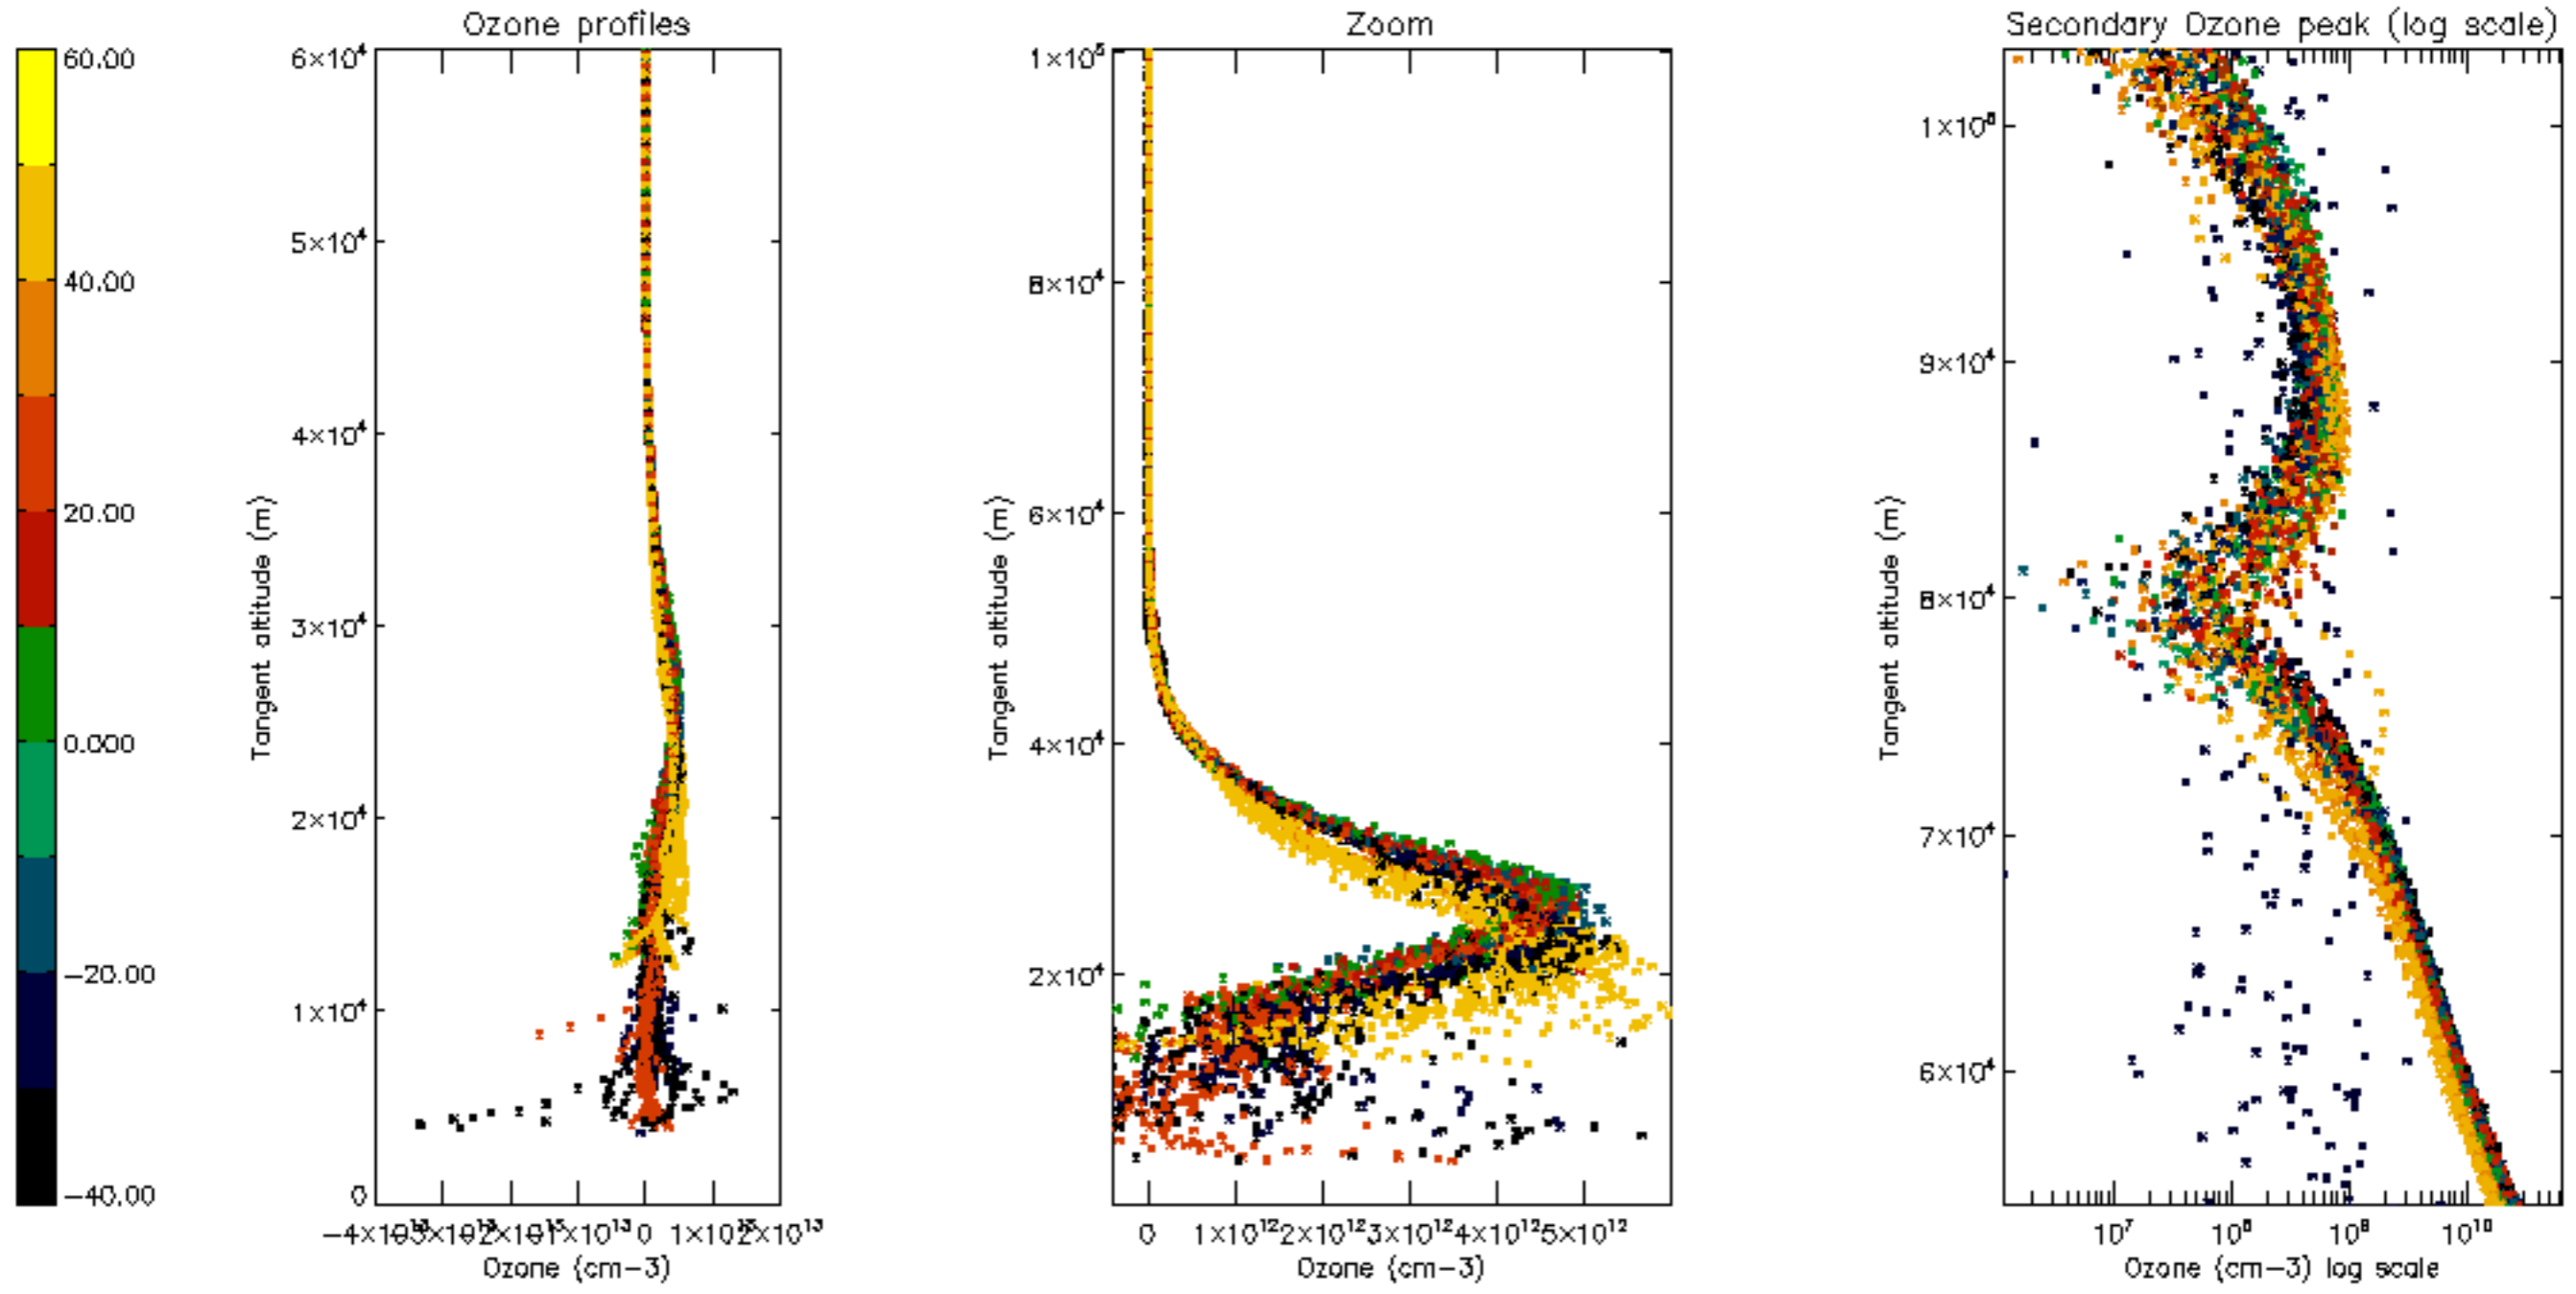 Ozone profiles
Zoom
Secondary Ozone peak (log scale)
60.00
40.00
20.00
0.000
−20.00
−40.00
6×10⁴
5×10⁴
4×10⁴
3×10⁴
2×10⁴
1×10⁴
0
Tangent altitude (m)
0
Ozone (cm−3)
1×10⁵
8×10⁴
6×10⁴
4×10⁴
2×10⁴
Tangent altitude (m)
0 1×10¹²2×10¹²3×10¹²4×10¹²5×10¹²
Ozone (cm−3)
1×10⁵
9×10⁴
8×10⁴
7×10⁴
6×10⁴
Tangent altitude (m)
10⁷ 10⁸ 10⁹ 10¹⁰
Ozone (cm−3) log scale